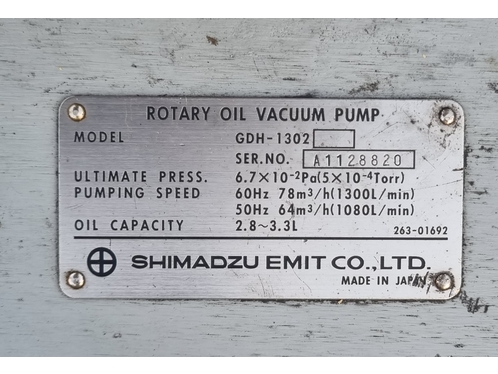 ROTARY OIL VACUUM PUMP
MODEL GDH-1302
SER.NO. A1128820
ULTIMATE PRESS. 6.7×10⁻²Pa(5×10⁻⁴Torr)
PUMPING SPEED 60Hz 78m³/h(1300L/min)
50Hz 64m³/h(1080L/min)
OIL CAPACITY 2.8~3.3L 263-01692
SHIMADZU EMIT CO.,LTD.
MADE IN JAPAN